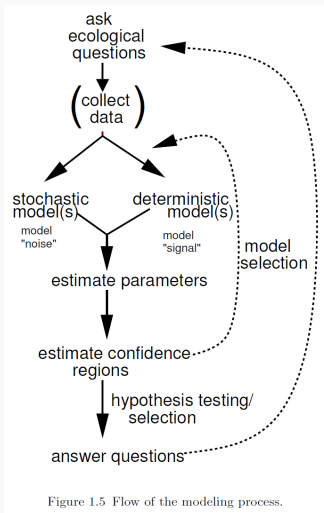 ask
ecological
questions
(collect
data)
stochastic
model(s)
deterministic
model(s)
model
"noise"
model
"signal"
model
selection
estimate parameters
estimate confidence
regions
hypothesis testing/
selection
answer questions
Figure 1.5 Flow of the modeling process.